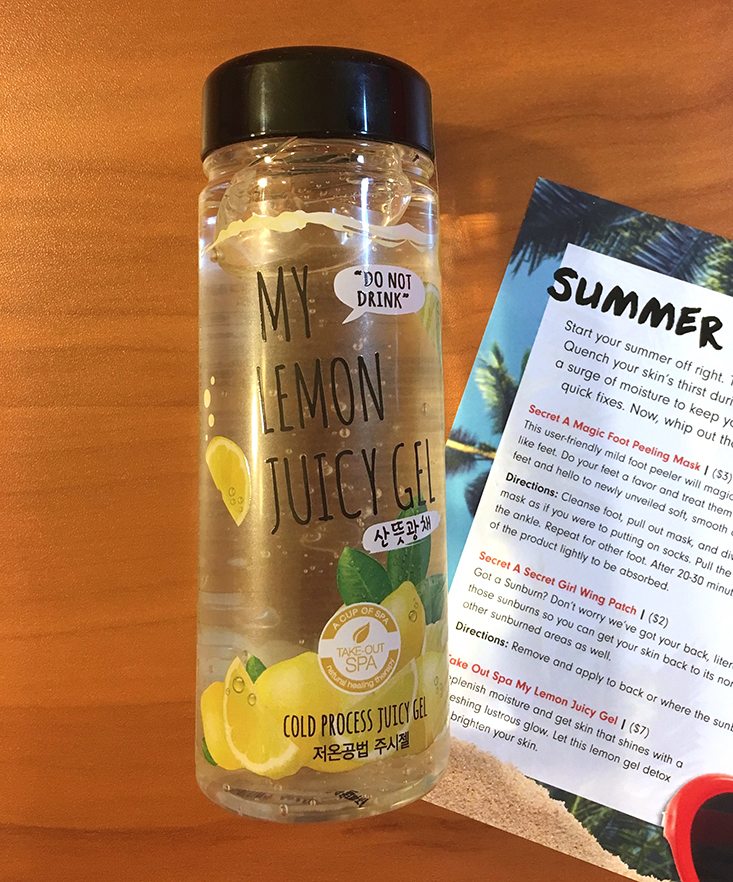 MY
"DO NOT
DRINK"
LEMON
JUICY GEL
산뜻광채
A CUP OF SPA
TAKE-OUT
SPA
natural healing therapy
COLD PROCESS JUICY GEL
저온공법 주시젤
SUMMER
Start your summer off right.
Quench your skin's thirst
a surge of moisture to keep
quick fixes. Now, whip out the
Secret A Magic Foot Peeling Mask | ($3)
This user-friendly mild foot peeler will
like feet. Do your feet a favor and treat them
feet and hello to newly unveiled soft, smooth
Directions: Cleanse foot, pull out mask, and
mask as if you were to putting on socks. Pull the
the ankle. Repeat for other foot. After 20-30
of the product lightly to be absorbed.
Secret A Secret Girl Wing Patch | ($2)
Got a Sunburn? Don't worry we've got your back,
those sunburns so you can get your skin back to its
other sunburned areas as well.
Directions: Remove and apply to back or where the
Take Out Spa My Lemon Juicy Gel | ($7)
plenish moisture and get skin that shines with a
eshing lustrous glow. Let this lemon gel detox
brighten your skin.